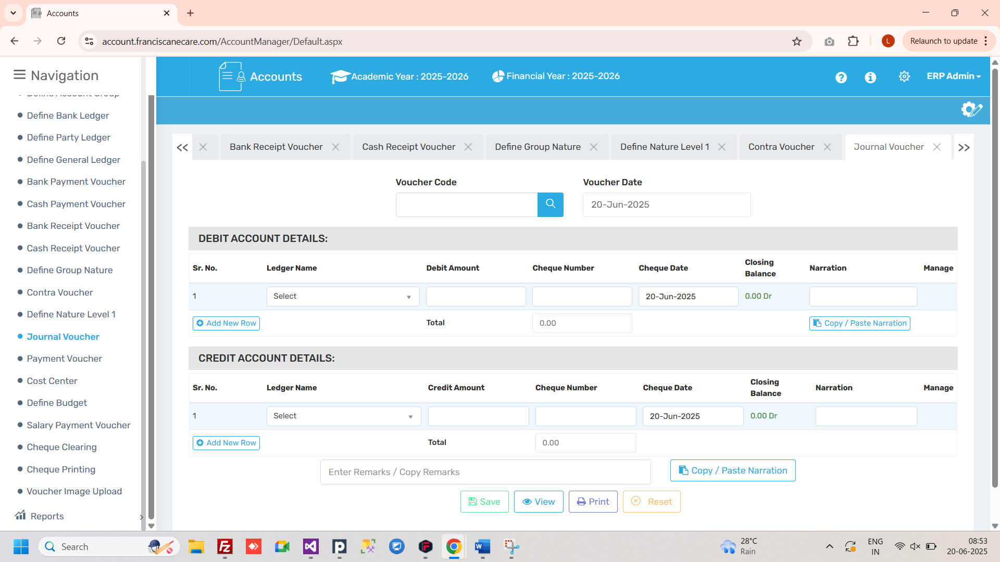 Accounts
account.franciscanecare.com/AccountManager/Default.aspx
L
Relaunch to update
Navigation
Accounts
Academic Year : 2025-2026
Financial Year : 2025-2026
ERP Admin
Define Account Group
Define Bank Ledger
Define Party Ledger
Define General Ledger
Bank Payment Voucher
Cash Payment Voucher
Bank Receipt Voucher
Cash Receipt Voucher
Define Group Nature
Contra Voucher
Define Nature Level 1
Journal Voucher
Payment Voucher
Cost Center
Define Budget
Salary Payment Voucher
Cheque Clearing
Cheque Printing
Voucher Image Upload
Reports
Bank Receipt Voucher
Cash Receipt Voucher
Define Group Nature
Define Nature Level 1
Contra Voucher
Journal Voucher
Voucher Code
Voucher Date
20-Jun-2025
DEBIT ACCOUNT DETAILS:
Sr. No. Ledger Name Debit Amount Cheque Number Cheque Date Closing Balance Narration Manage
1 Select 20-Jun-2025 0.00 Dr
Add New Row Total 0.00 Copy / Paste Narration
CREDIT ACCOUNT DETAILS:
Sr. No. Ledger Name Credit Amount Cheque Number Cheque Date Closing Balance Narration Manage
1 Select 20-Jun-2025 0.00 Dr
Add New Row Total 0.00
Enter Remarks / Copy Remarks Copy / Paste Narration
Save View Print Reset
Search
28°C
Rain
ENG
IN
08:53
20-06-2025